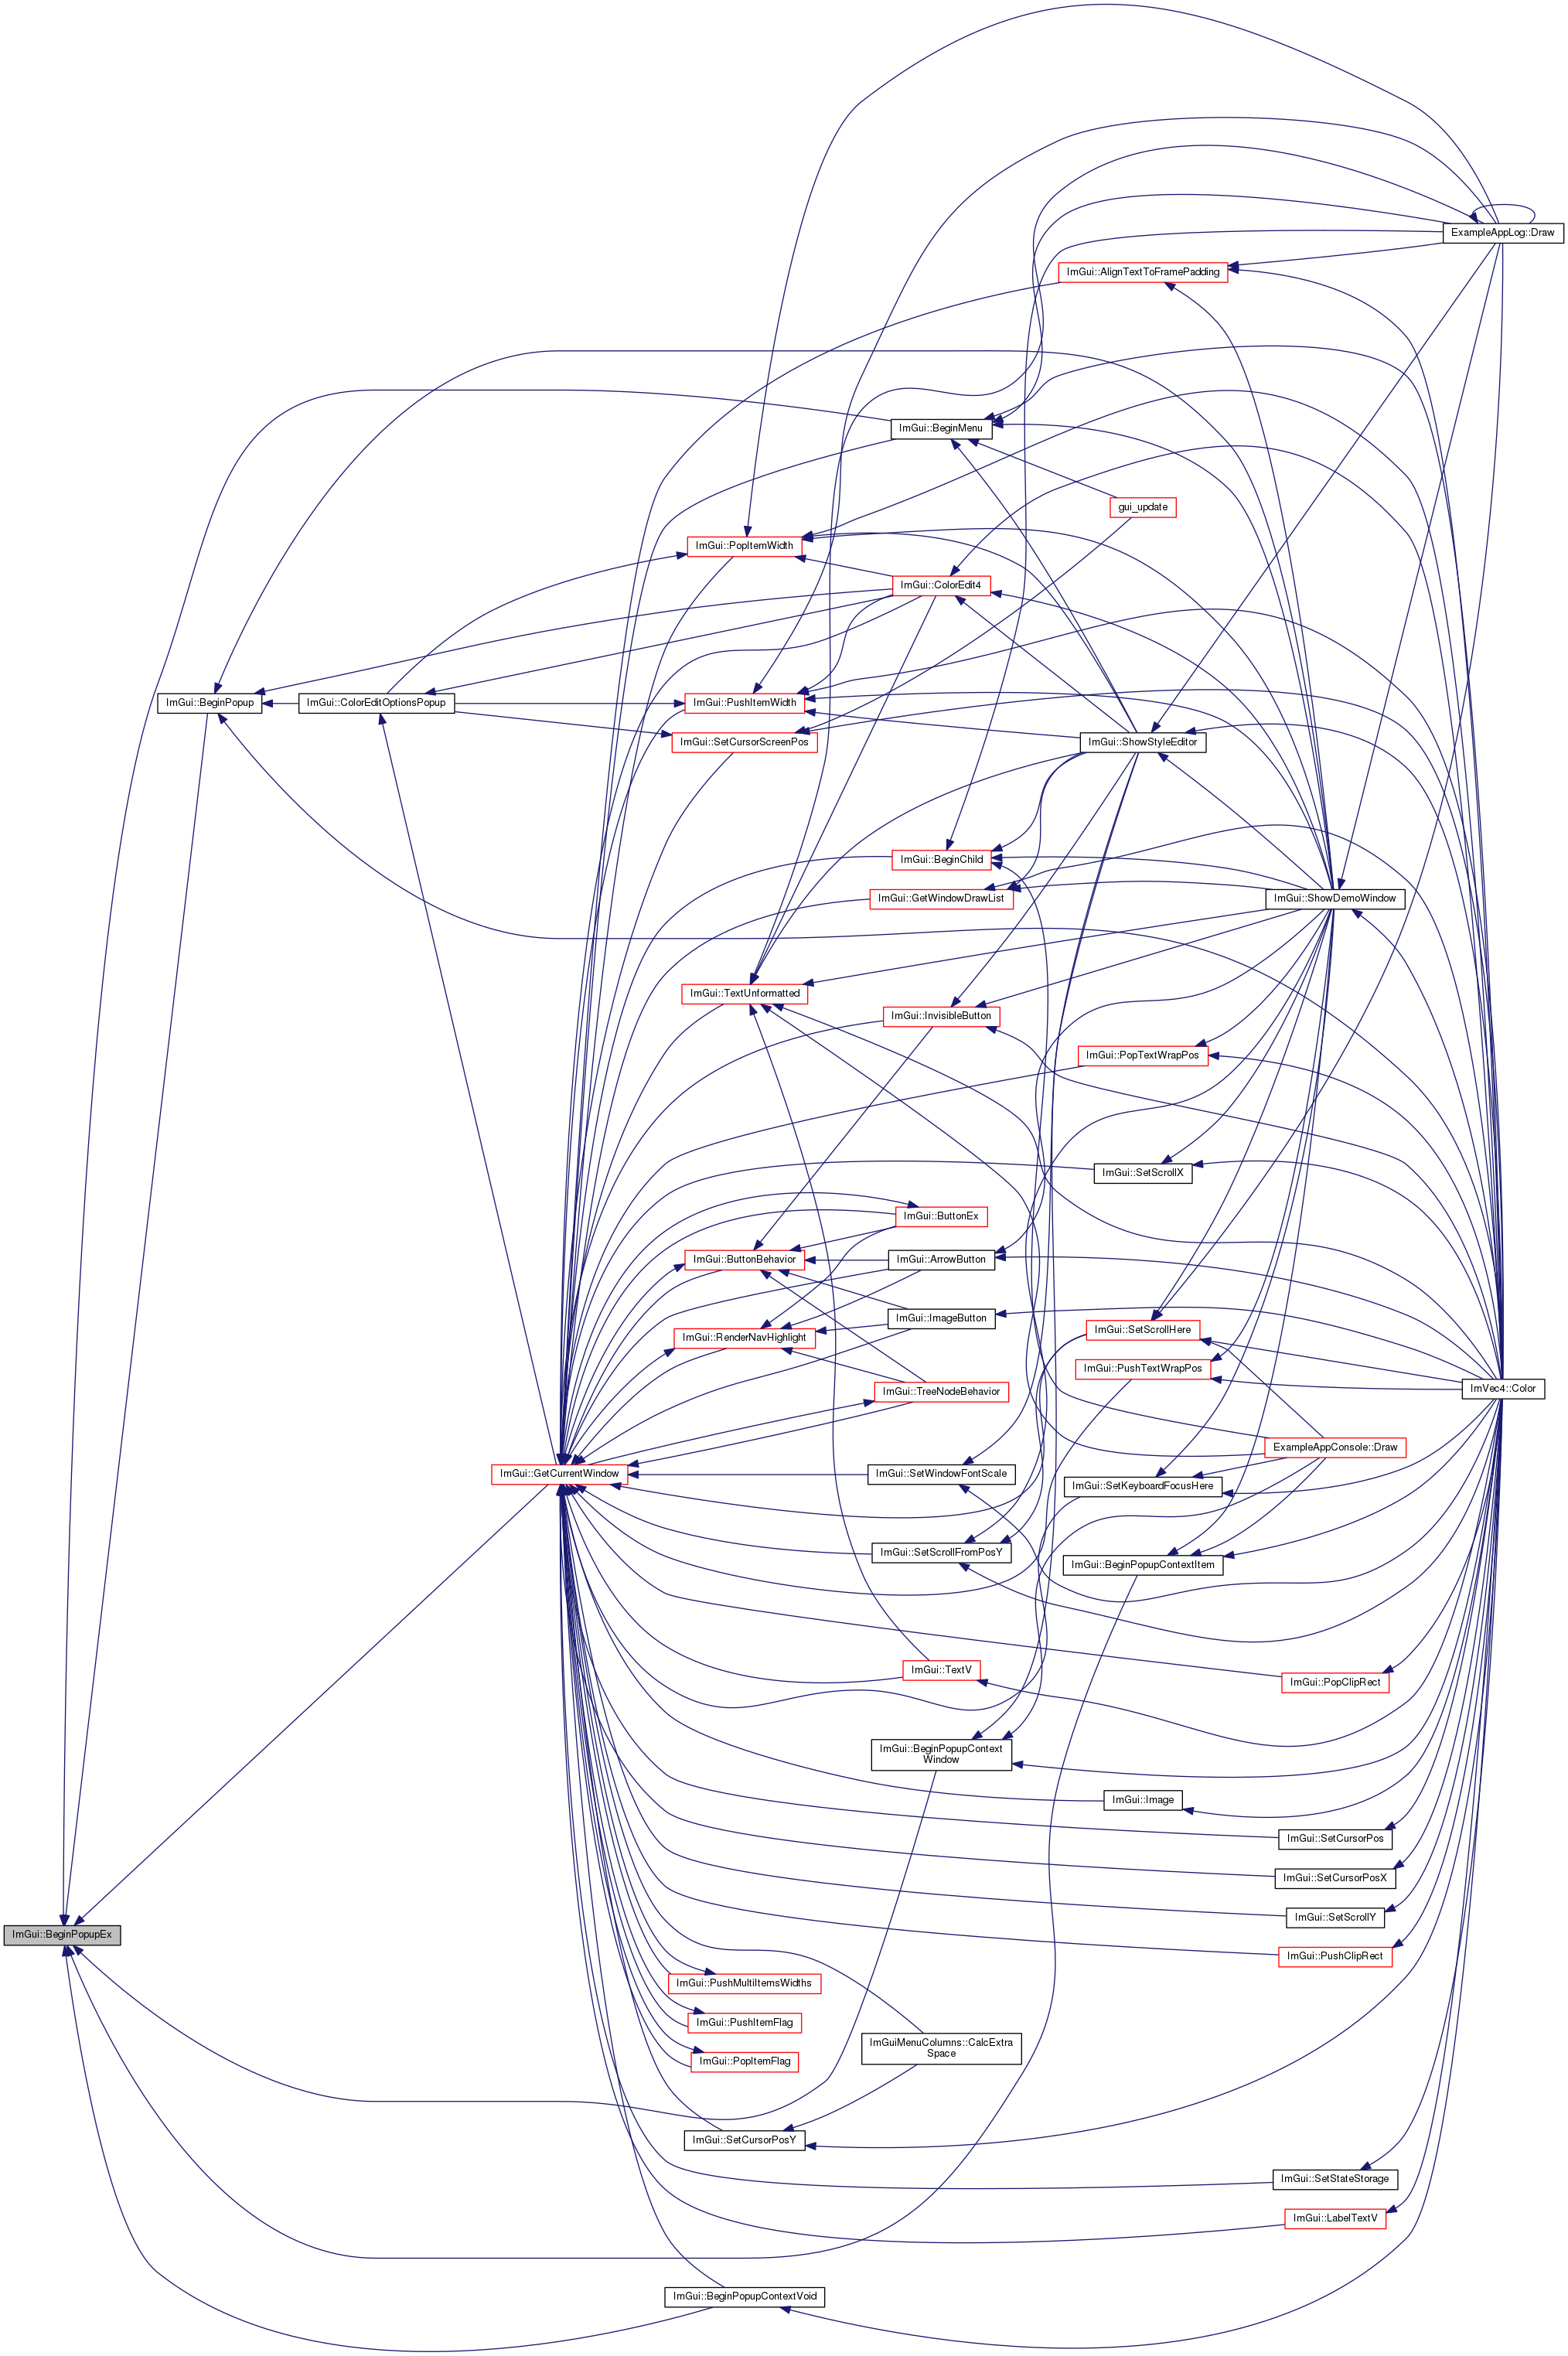 ExampleAppLog::Draw
ImGui::AlignTextToFramePadding
ImGui::BeginMenu
gui_update
ImGui::PopItemWidth
ImGui::ColorEdit4
ImGui::BeginPopup
ImGui::ColorEditOptionsPopup
ImGui::PushItemWidth
ImGui::SetCursorScreenPos
ImGui::ShowStyleEditor
ImGui::BeginChild
ImGui::GetWindowDrawList
ImGui::ShowDemoWindow
ImGui::TextUnformatted
ImGui::InvisibleButton
ImGui::PopTextWrapPos
ImGui::SetScrollX
ImGui::ButtonEx
ImGui::ButtonBehavior
ImGui::ArrowButton
ImGui::ImageButton
ImGui::SetScrollHere
ImGui::RenderNavHighlight
ImGui::PushTextWrapPos
ImGui::TreeNodeBehavior
ImVec4::Color
ExampleAppConsole::Draw
ImGui::GetCurrentWindow
ImGui::SetWindowFontScale
ImGui::SetKeyboardFocusHere
ImGui::SetScrollFromPosY
ImGui::BeginPopupContextItem
ImGui::TextV
ImGui::PopClipRect
ImGui::BeginPopupContext
Window
ImGui::Image
ImGui::SetCursorPos
ImGui::SetCursorPosX
ImGui::SetScrollY
ImGui::BeginPopupEx
ImGui::PushClipRect
ImGui::PushMultiItemsWidths
ImGui::PushItemFlag
ImGuiMenuColumns::CalcExtra
Space
ImGui::PopItemFlag
ImGui::SetCursorPosY
ImGui::SetStateStorage
ImGui::LabelTextV
ImGui::BeginPopupContextVoid